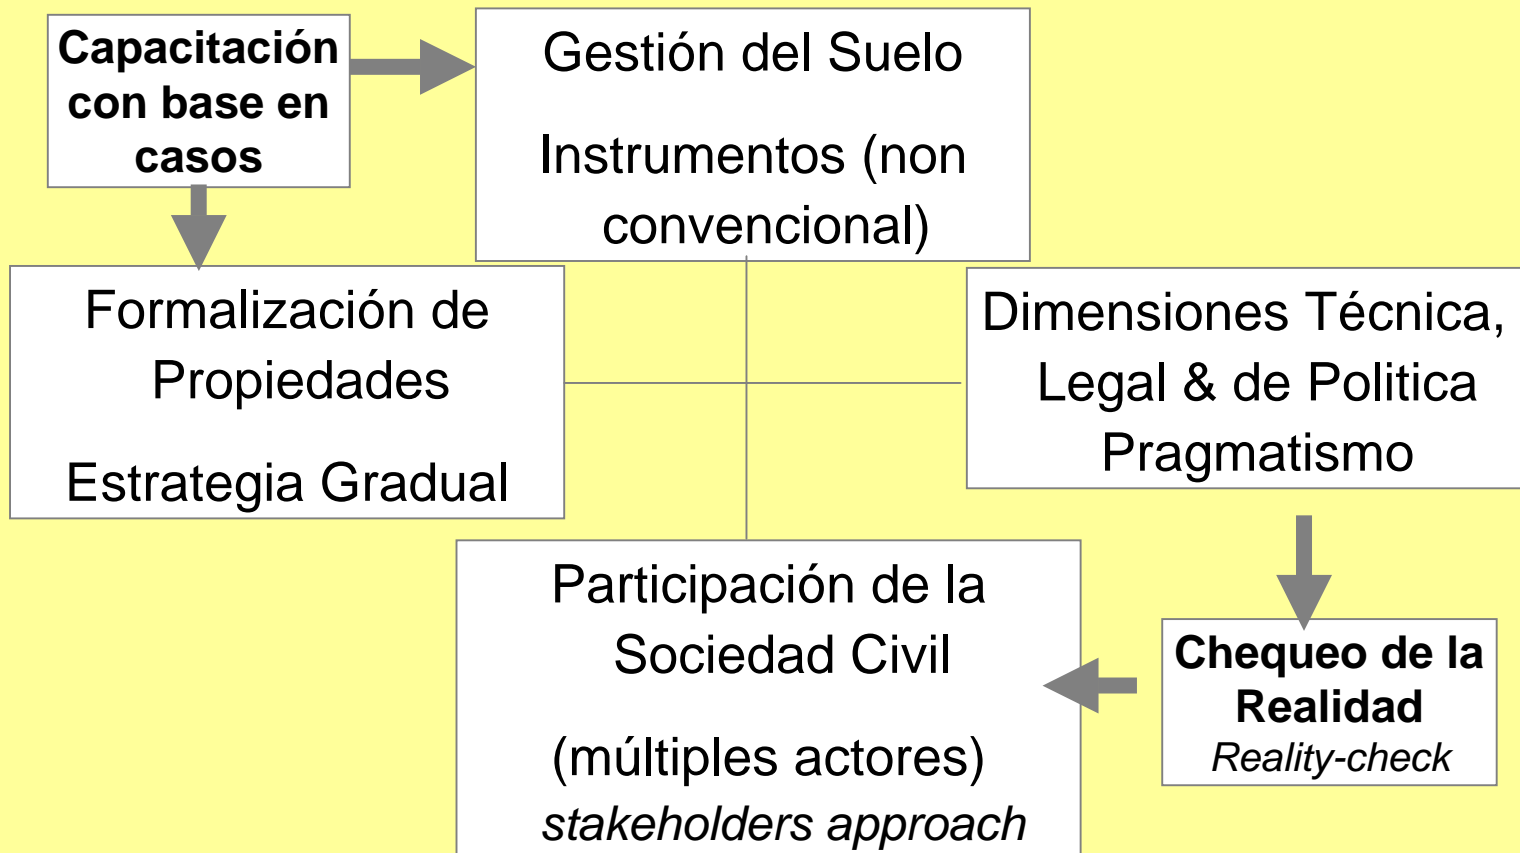 Capacitación
con base en
casos
Gestión del Suelo
Instrumentos (non
convencional)
Formalización de
Propiedades
Estrategia Gradual
Dimensiones Técnica,
Legal & de Politica
Pragmatismo
Participación de la
Sociedad Civil
(múltiples actores)
stakeholders approach
Chequeo de la
Realidad
Reality-check